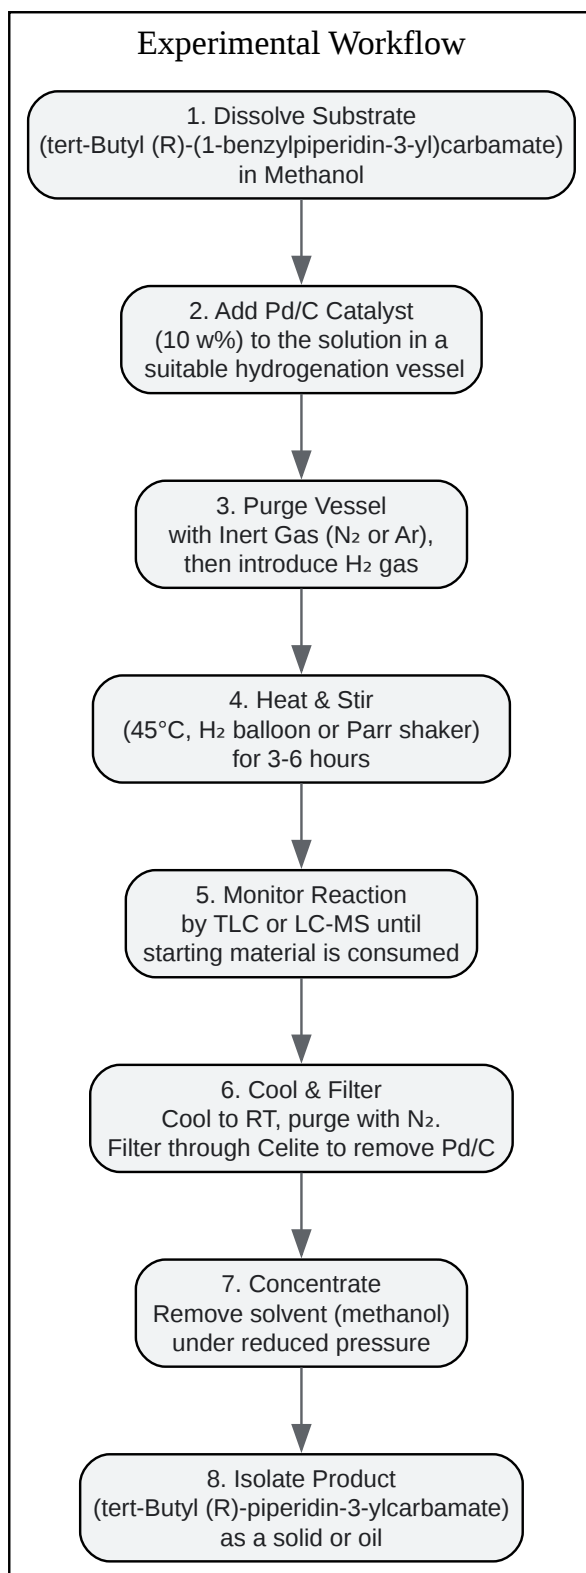 Experimental Workflow
1. Dissolve Substrate
(tert-Butyl (R)-(1-benzylpiperidin-3-yl)carbamate)
in Methanol
2. Add Pd/C Catalyst
(10 w%) to the solution in a
suitable hydrogenation vessel
3. Purge Vessel
with Inert Gas (N₂ or Ar),
then introduce H₂ gas
4. Heat & Stir
(45°C, H₂ balloon or Parr shaker)
for 3-6 hours
5. Monitor Reaction
by TLC or LC-MS until
starting material is consumed
6. Cool & Filter
Cool to RT, purge with N₂.
Filter through Celite to remove Pd/C
7. Concentrate
Remove solvent (methanol)
under reduced pressure
8. Isolate Product
(tert-Butyl (R)-piperidin-3-ylcarbamate)
as a solid or oil